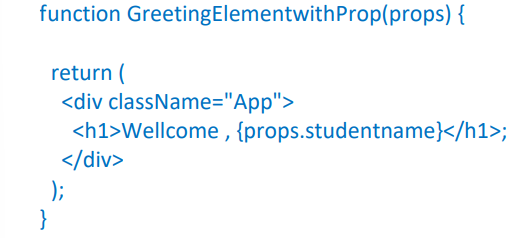 function GreetingElementwithProp(props) {
return (
<div className="App">
<h1>Wellcome , {props.studentname}</h1>;
</div>
);
}